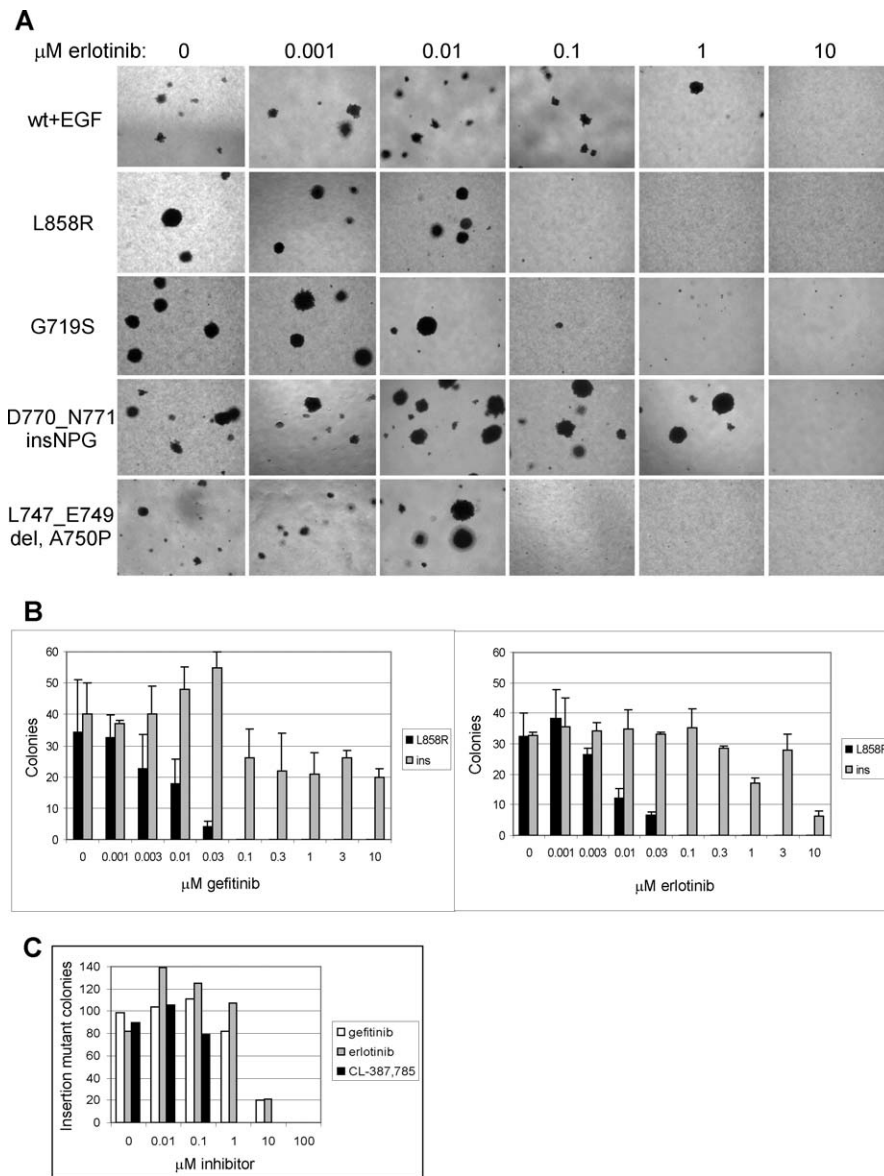 A
μM erlotinib: 0 0.001 0.01 0.1 1 10
wt+EGF
L858R
G719S
D770_N771
insNPG
L747_E749
del, A750P
B
60
50
40
30
20
10
0
Colonies
0 0.001 0.003 0.01 0.03 0.1 0.3 1 3 10
μM gefitinib
L858R
ins
60
50
40
30
20
10
0
Colonies
0 0.001 0.003 0.01 0.03 0.1 0.3 1 3 10
μM erlotinib
L858R
ins
C
140
120
100
80
60
40
20
0
Insertion mutant colonies
0 0.01 0.1 1 10 100
μM inhibitor
gefitinib
erlotinib
CL-387,785